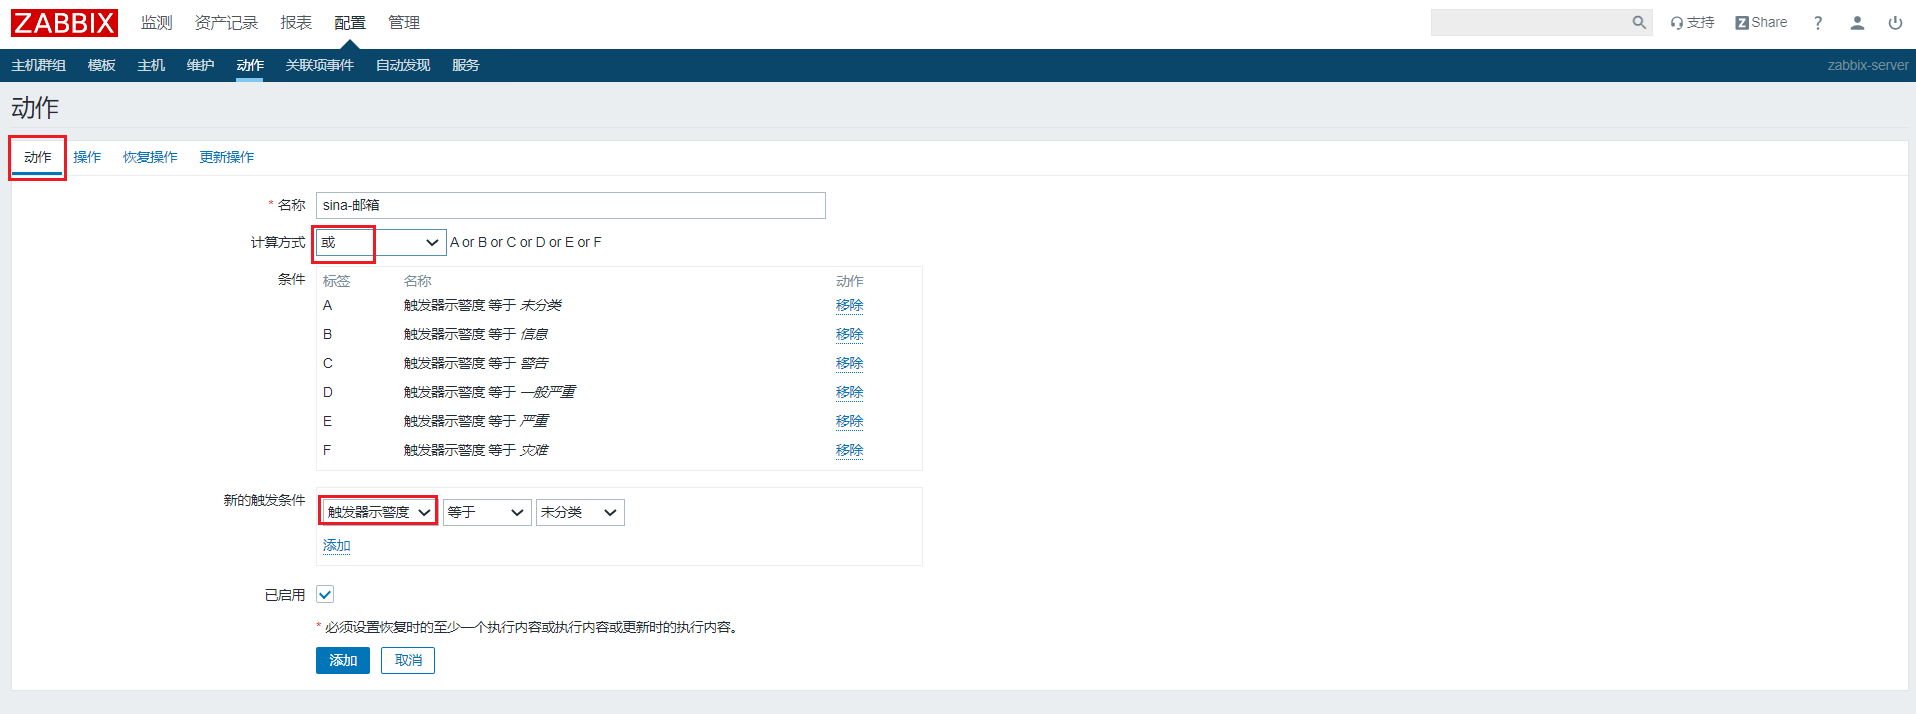 ZABBIX 监测 资产记录 报表 配置 管理 支持 Z Share ?
主机群组 模板 主机 维护 动作 关联项事件 自动发现 服务 zabbix-server
动作
动作 操作 恢复操作 更新操作
* 名称 sina-邮箱
计算方式 或 A or B or C or D or E or F
条件 标签 名称 动作
A 触发器示警度 等于 未分类 移除
B 触发器示警度 等于 信息 移除
C 触发器示警度 等于 警告 移除
D 触发器示警度 等于 一般严重 移除
E 触发器示警度 等于 严重 移除
F 触发器示警度 等于 灾难 移除
新的触发条件 触发器示警度 等于 未分类
添加
已启用
* 必须设置恢复时的至少一个执行内容或执行内容或更新时的执行内容。
添加 取消